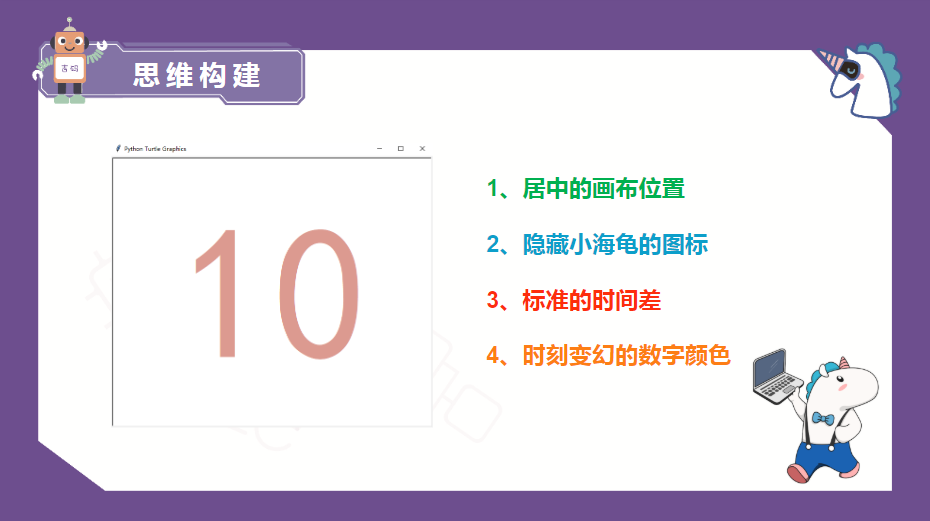 思维构建
Python Turtle Graphics
10
1、居中的画布位置
2、隐藏小海龟的图标
3、标准的时间差
4、时刻变幻的数字颜色